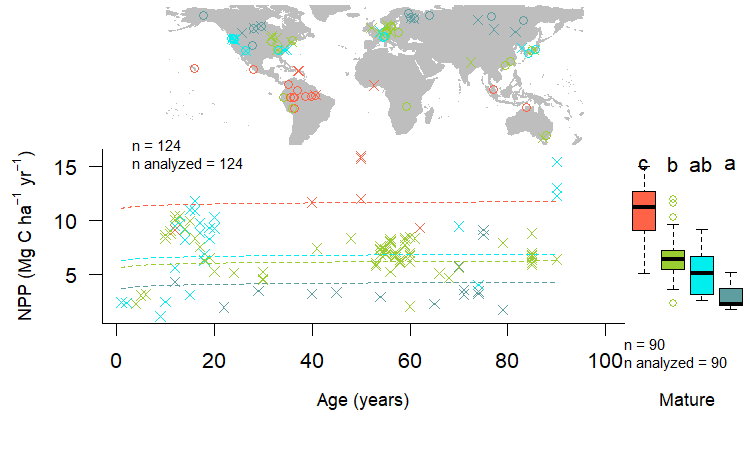 n = 124
n analyzed = 124
NPP (Mg C ha⁻¹ yr⁻¹)
15
10
5
0 20 40 60 80 100
Age (years)
c b ab a
n = 90
n analyzed = 90
Mature